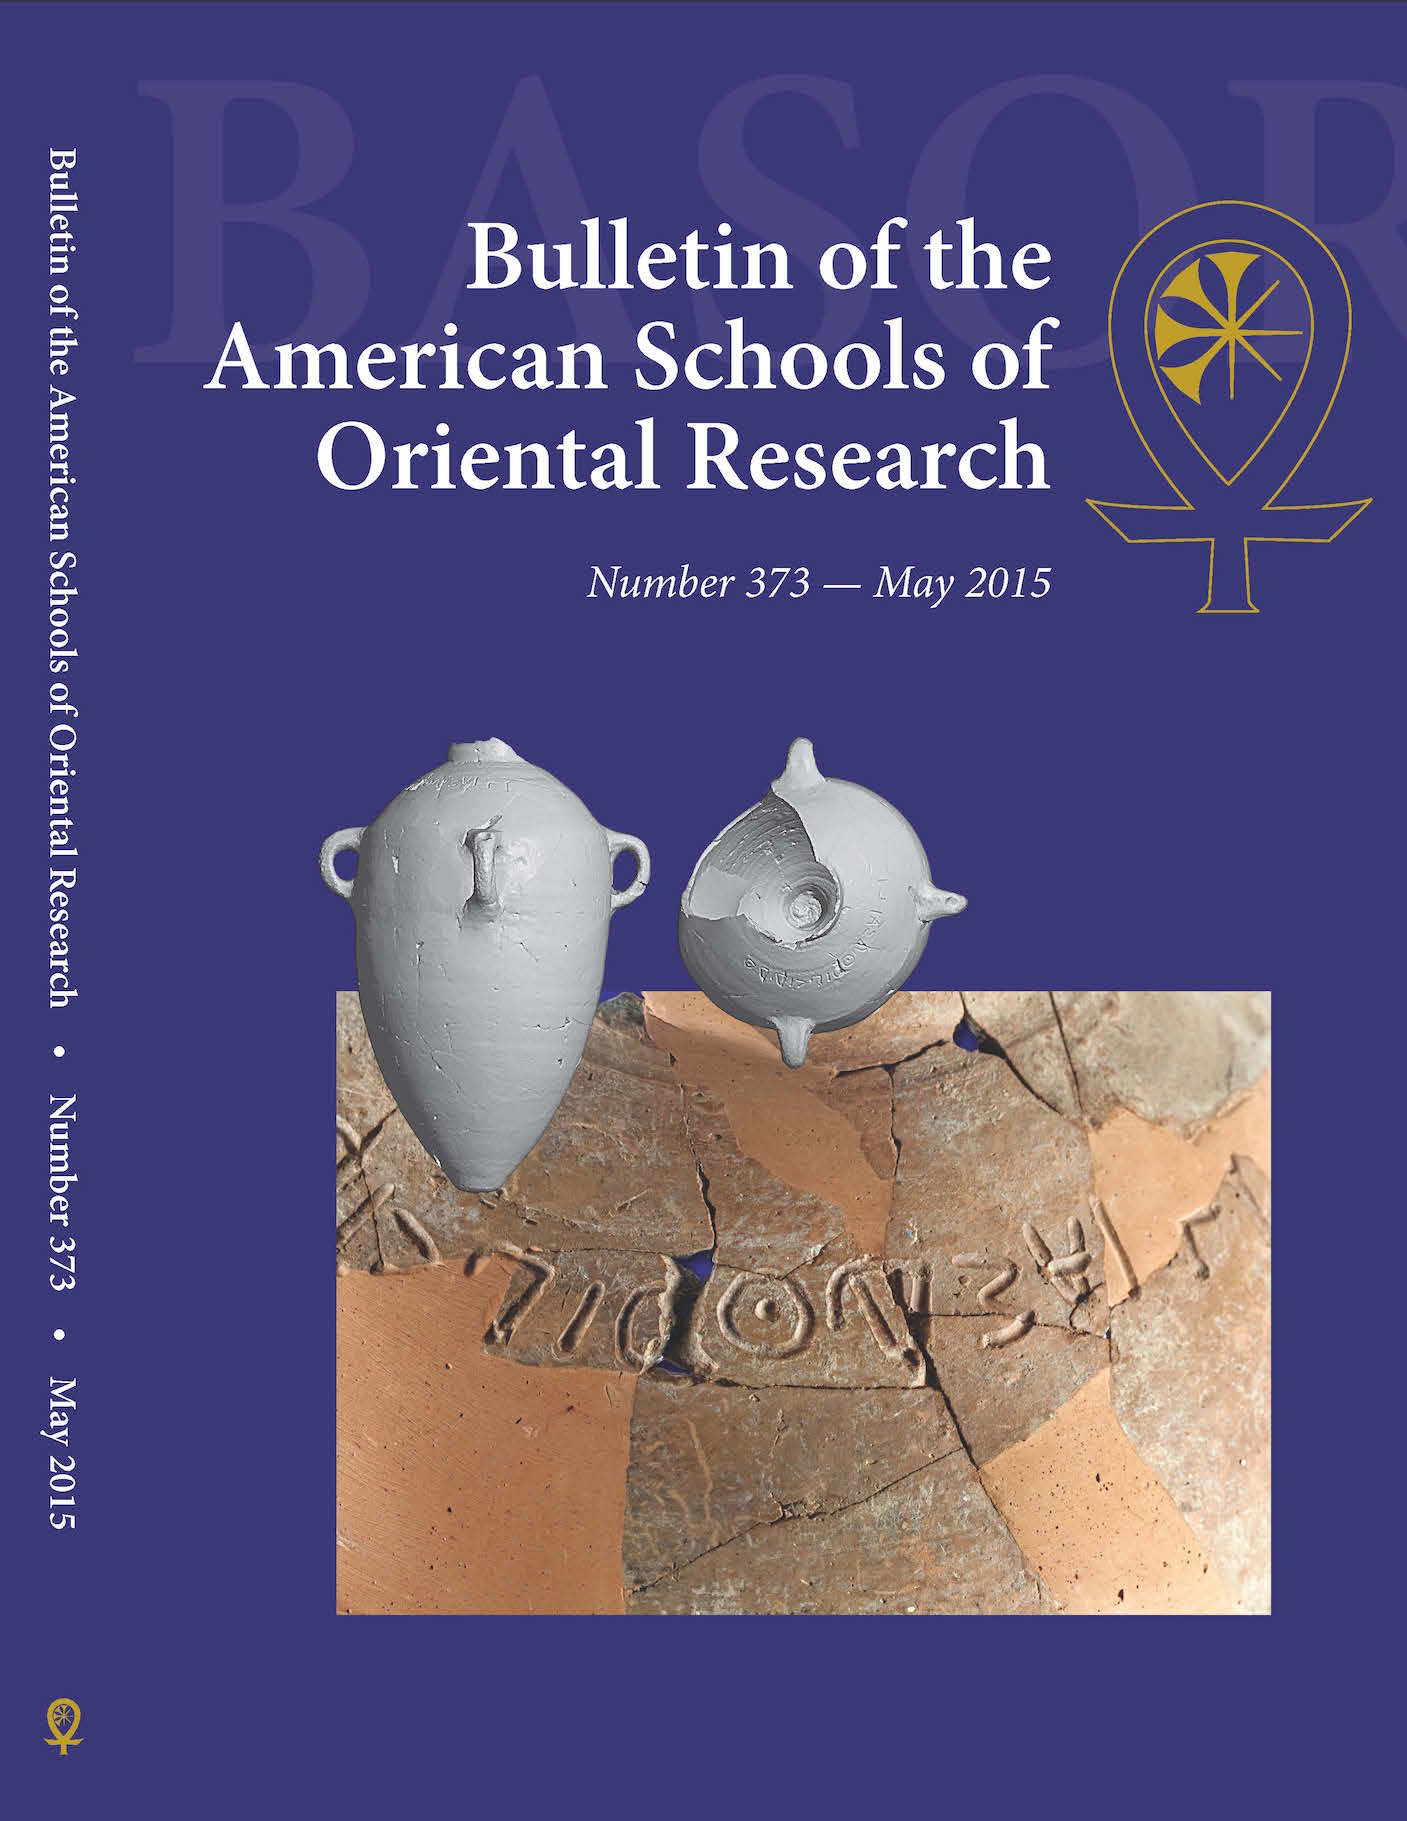 BASOR
Bulletin of the
American Schools of
Oriental Research
Number 373 — May 2015
Bulletin of the American Schools of Oriental Research • Number 373 • May 2015